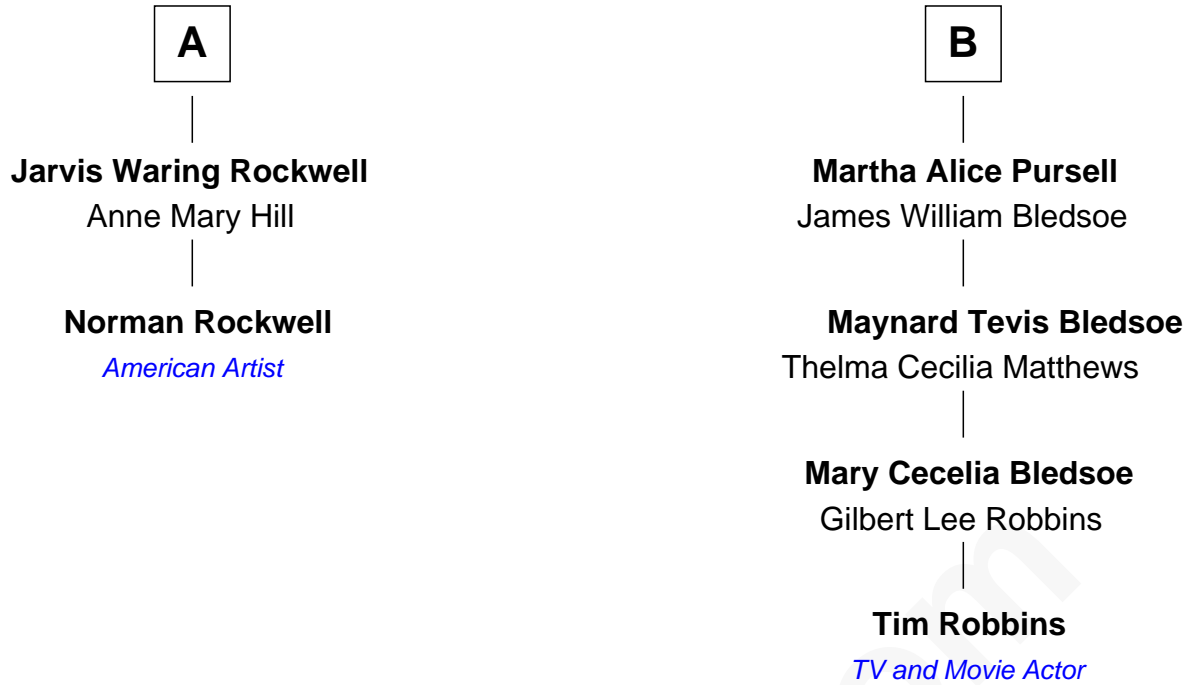 A
Jarvis Waring Rockwell
Anne Mary Hill
Norman Rockwell
American Artist
B
Martha Alice Pursell
James William Bledsoe
Maynard Tevis Bledsoe
Thelma Cecilia Matthews
Mary Cecelia Bledsoe
Gilbert Lee Robbins
Tim Robbins
TV and Movie Actor